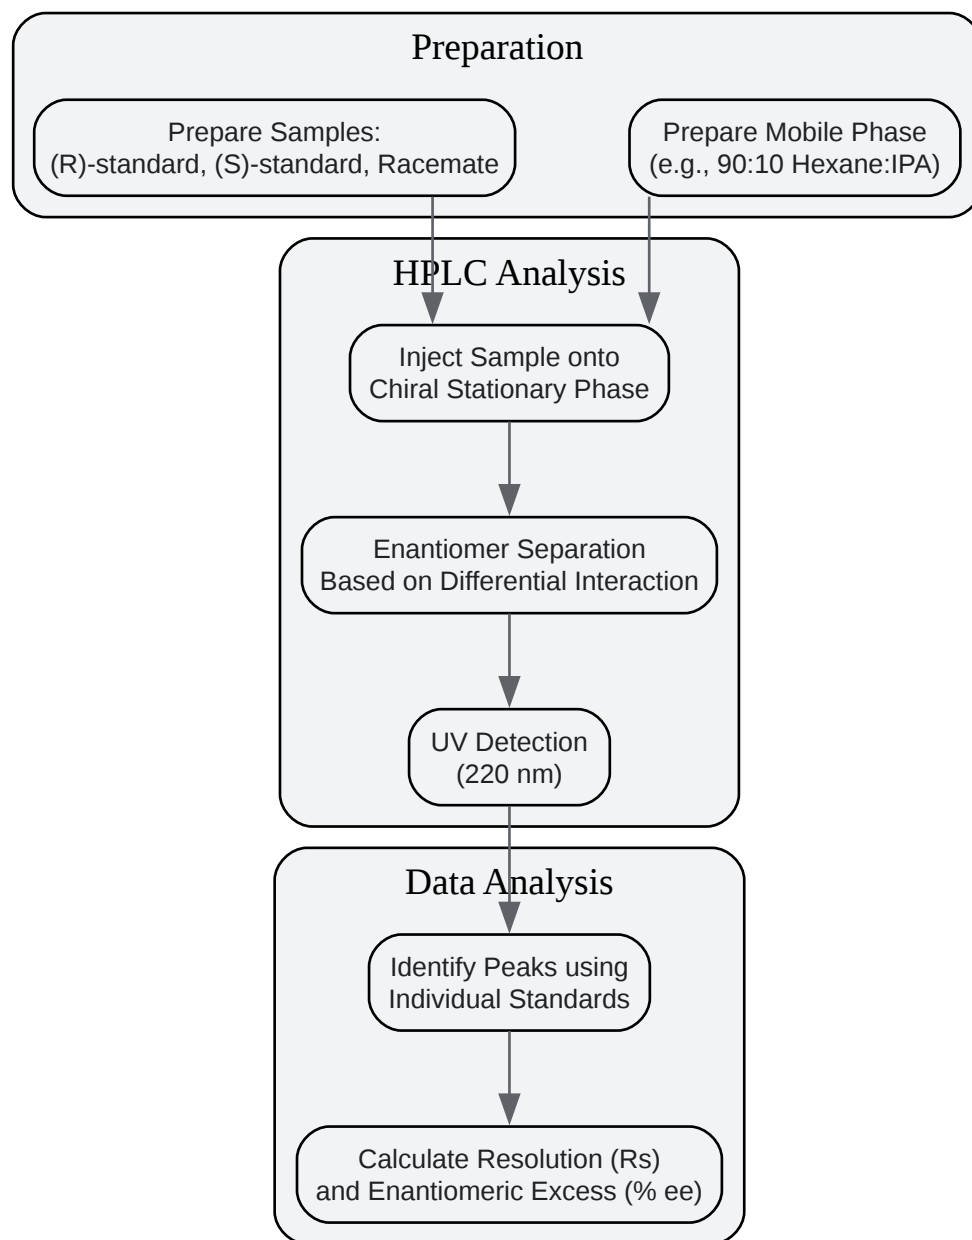 Preparation
Prepare Samples:
(R)-standard, (S)-standard, Racemate
Prepare Mobile Phase
(e.g., 90:10 Hexane:IPA)
HPLC Analysis
Inject Sample onto
Chiral Stationary Phase
Enantiomer Separation
Based on Differential Interaction
UV Detection
(220 nm)
Data Analysis
Identify Peaks using
Individual Standards
Calculate Resolution (Rs)
and Enantiomeric Excess (% ee)